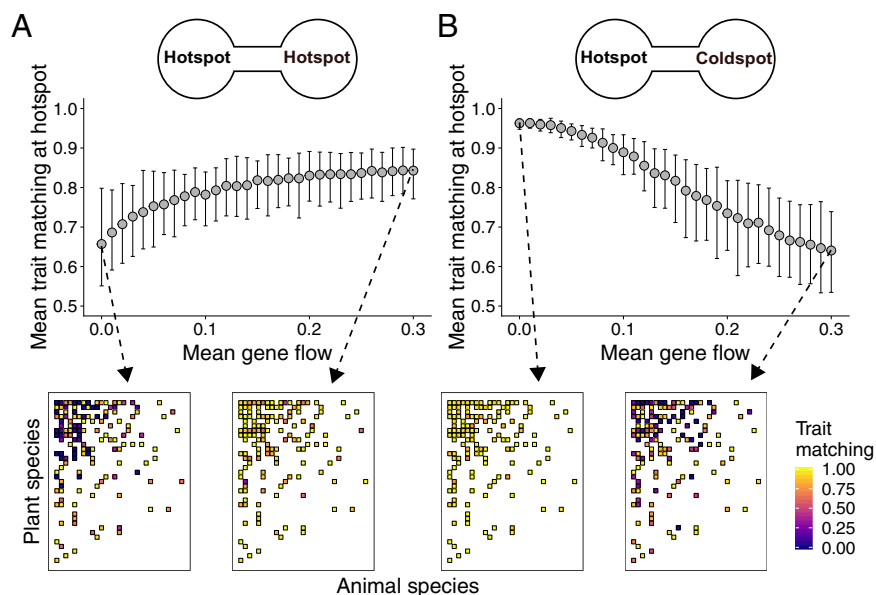 A
Hotspot
Hotspot
Mean trait matching at hotspot
1.0
0.9
0.8
0.7
0.6
0.5
0.0
0.1
0.2
0.3
Mean gene flow
B
Hotspot
Coldspot
Mean trait matching at hotspot
1.0
0.9
0.8
0.7
0.6
0.5
0.0
0.1
0.2
0.3
Mean gene flow
Plant species
Animal species
Trait
matching
1.00
0.75
0.50
0.25
0.00